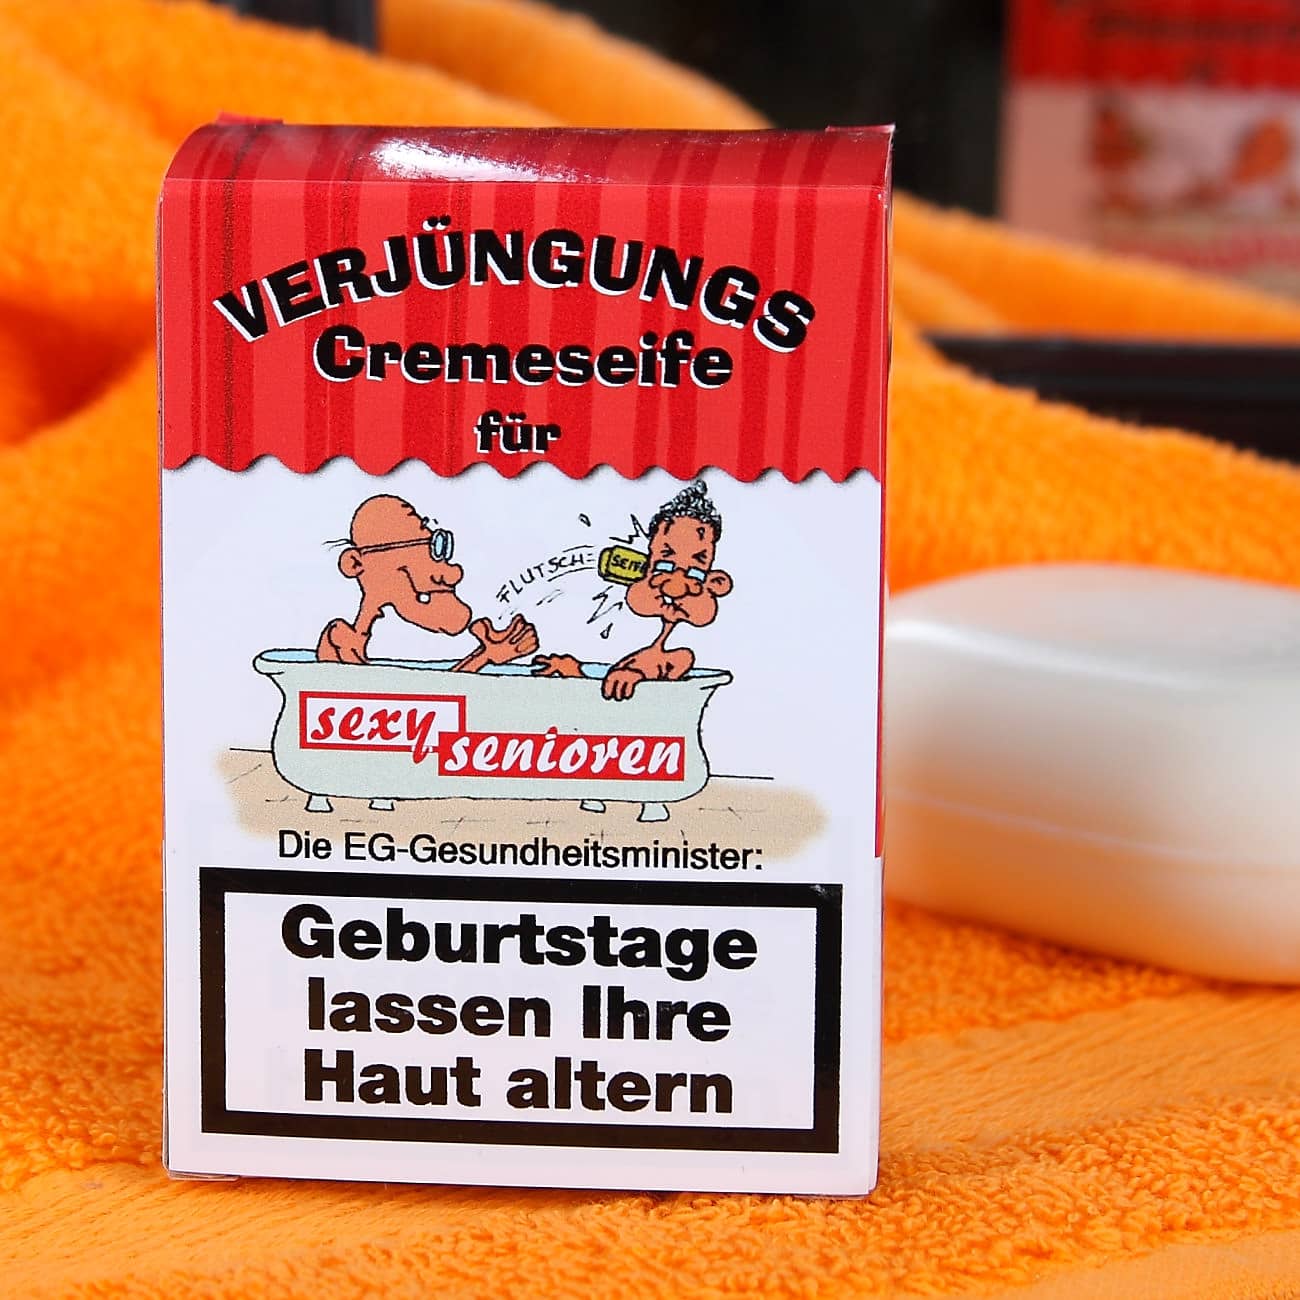 VERJÜNGUNGS
Cremeseife
für
FLUTSCH
SEIFE
sexy
senioren
Die EG-Gesundheitsminister:
Geburtstage
lassen Ihre
Haut altern